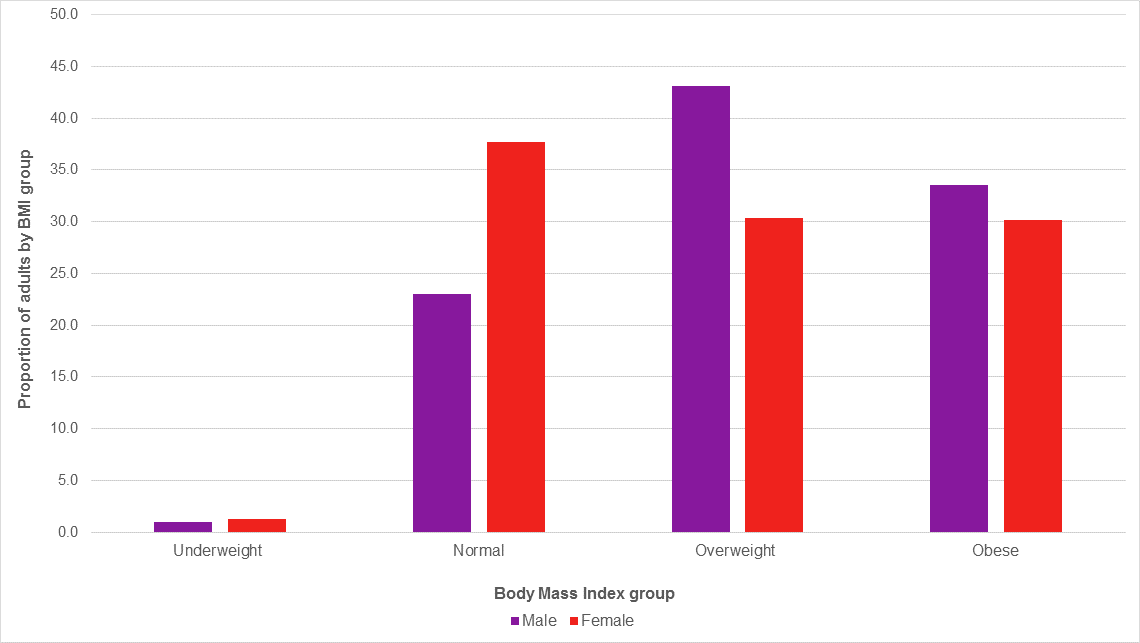 50.0
45.0
40.0
35.0
30.0
25.0
20.0
15.0
10.0
5.0
0.0
Proportion of adults by BMI group
Underweight Normal Overweight Obese
Body Mass Index group
Male Female